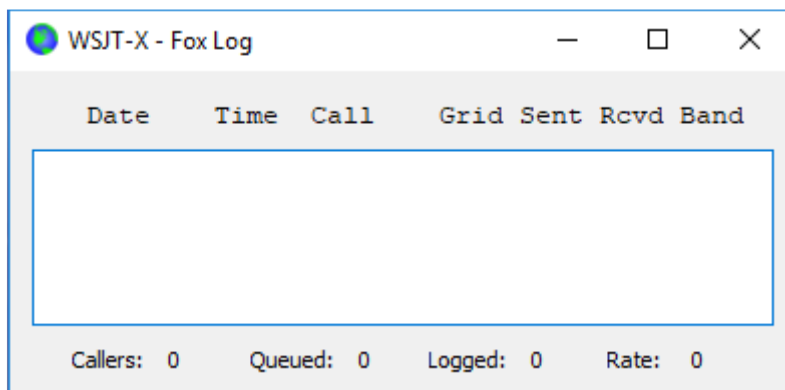 WSJT-X - Fox Log
Date Time Call Grid Sent Rcvd Band
Callers: 0 Queued: 0 Logged: 0 Rate: 0